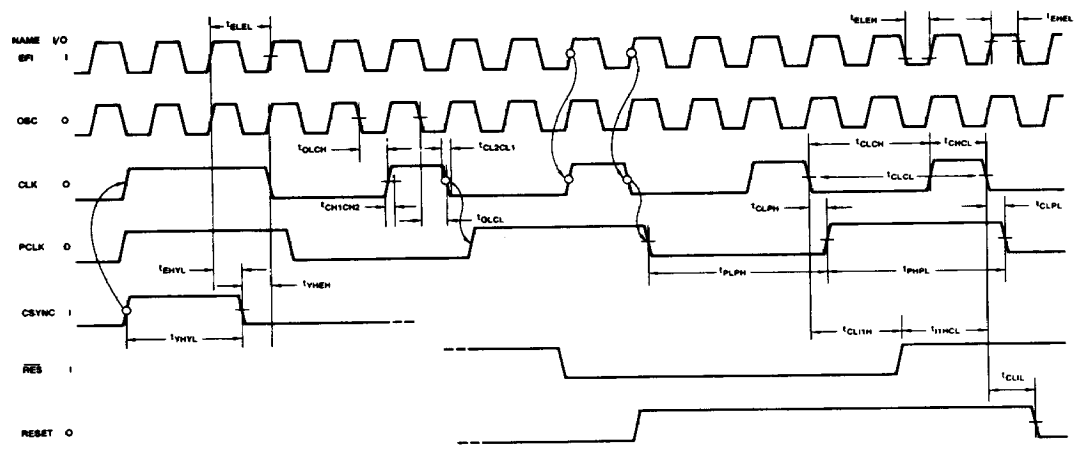 tELEL
tELEH
tEHEL
NAME I/O
EFI I
OSC O
tOLCH
tCL2CL1
tCLCH
tCHCL
CLK O
tCLCL
tCH1CH2
tOLCL
tCLPH
tCLPL
PCLK O
tEHYL
tYHEH
tPLPH
tPHPL
CSYNC I
tYHYL
tCLI1H
tI1HCL
RES I
tCLIL
RESET O